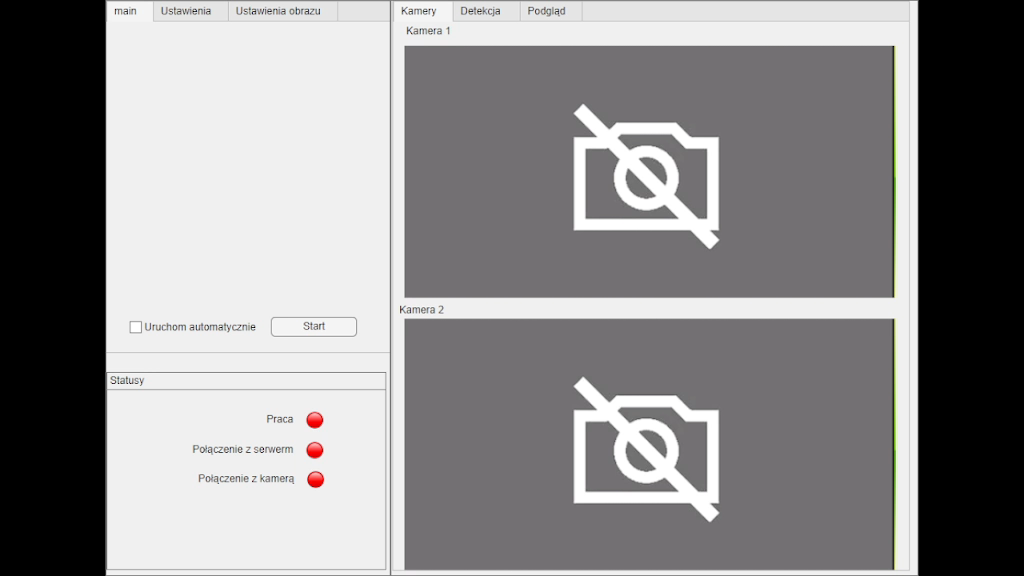 main
Ustawienia
Ustawienia obrazu
Kamery
Detekcja
Podgląd
Kamera 1
Uruchom automatycznie
Start
Kamera 2
Statusy
Praca
Połączenie z serwerm
Połączenie z kamerą